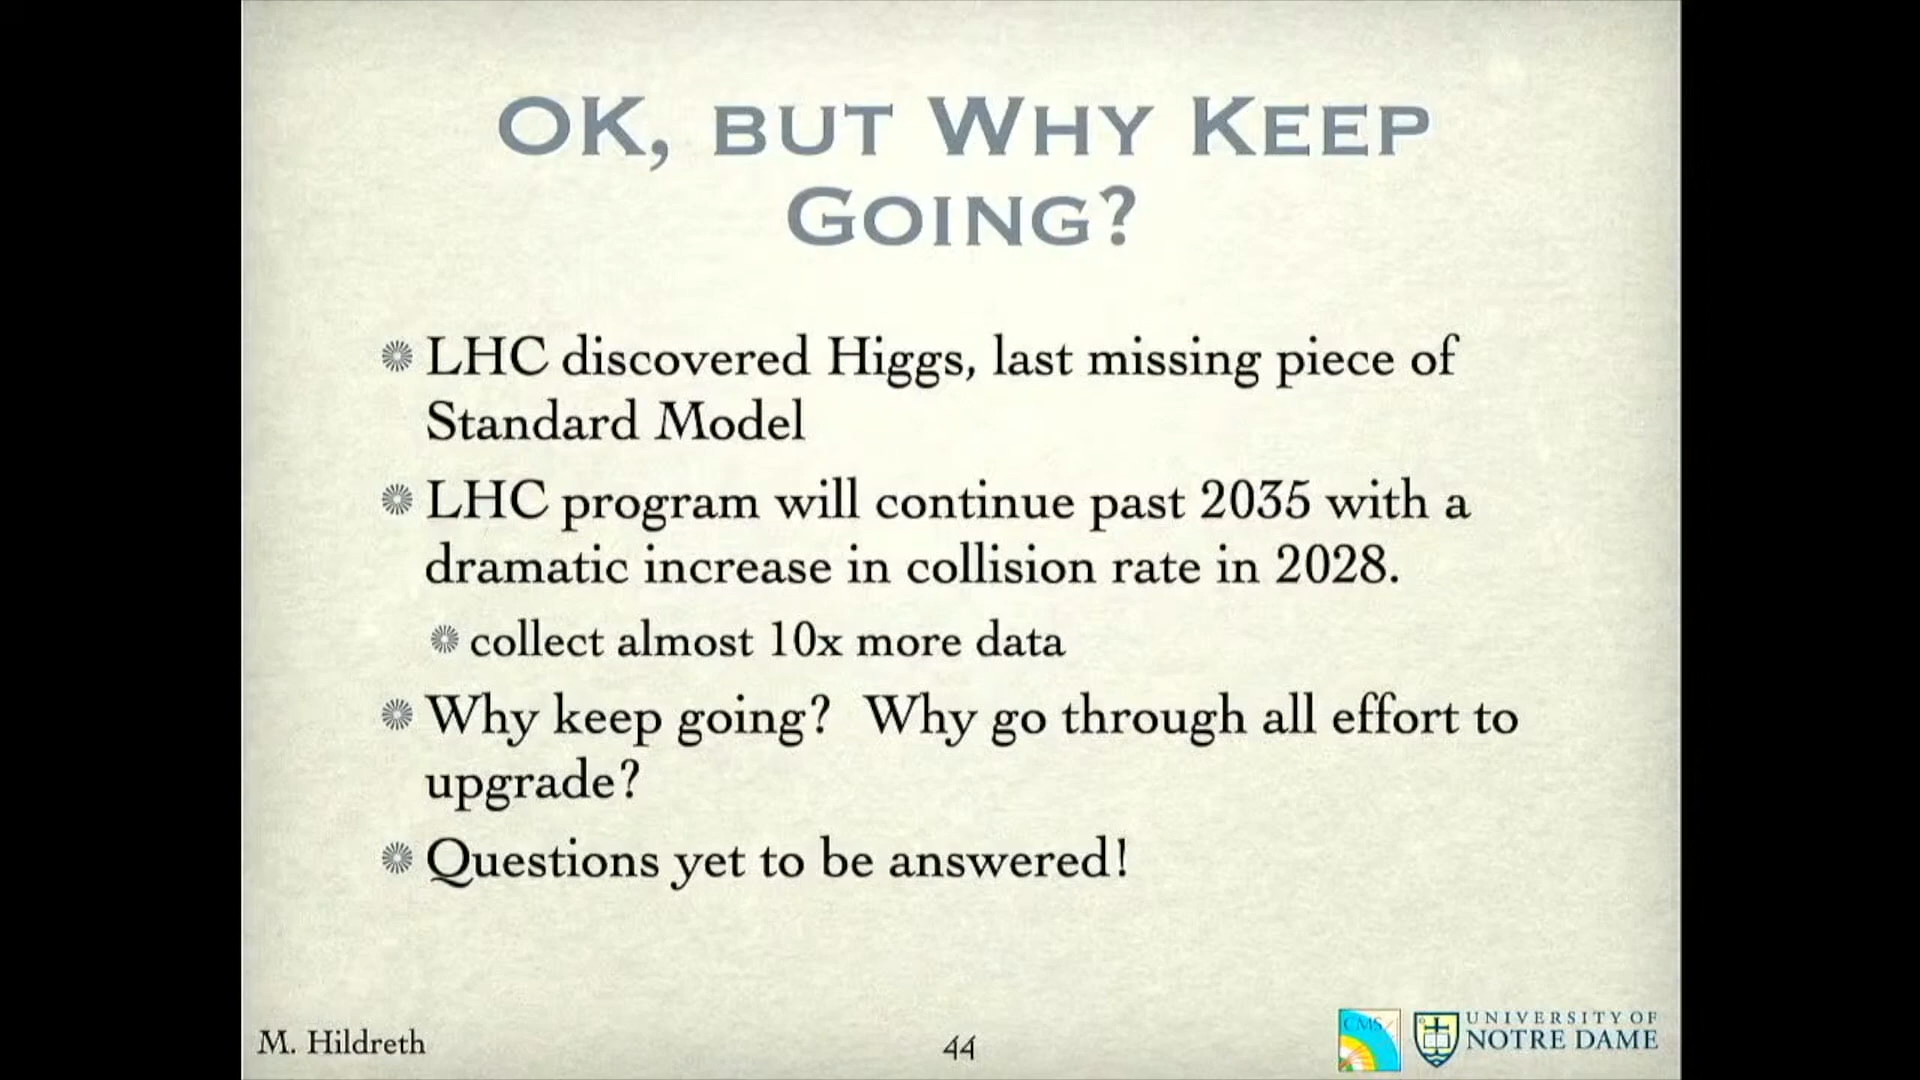 OK, BUT WHY KEEP
GOING?
LHC discovered Higgs, last missing piece of
Standard Model
LHC program will continue past 2035 with a
dramatic increase in collision rate in 2028.
collect almost 10x more data
Why keep going?  Why go through all effort to
upgrade?
Questions yet to be answered!
M. Hildreth
44
CMS
UNIVERSITY OF
NOTRE DAME